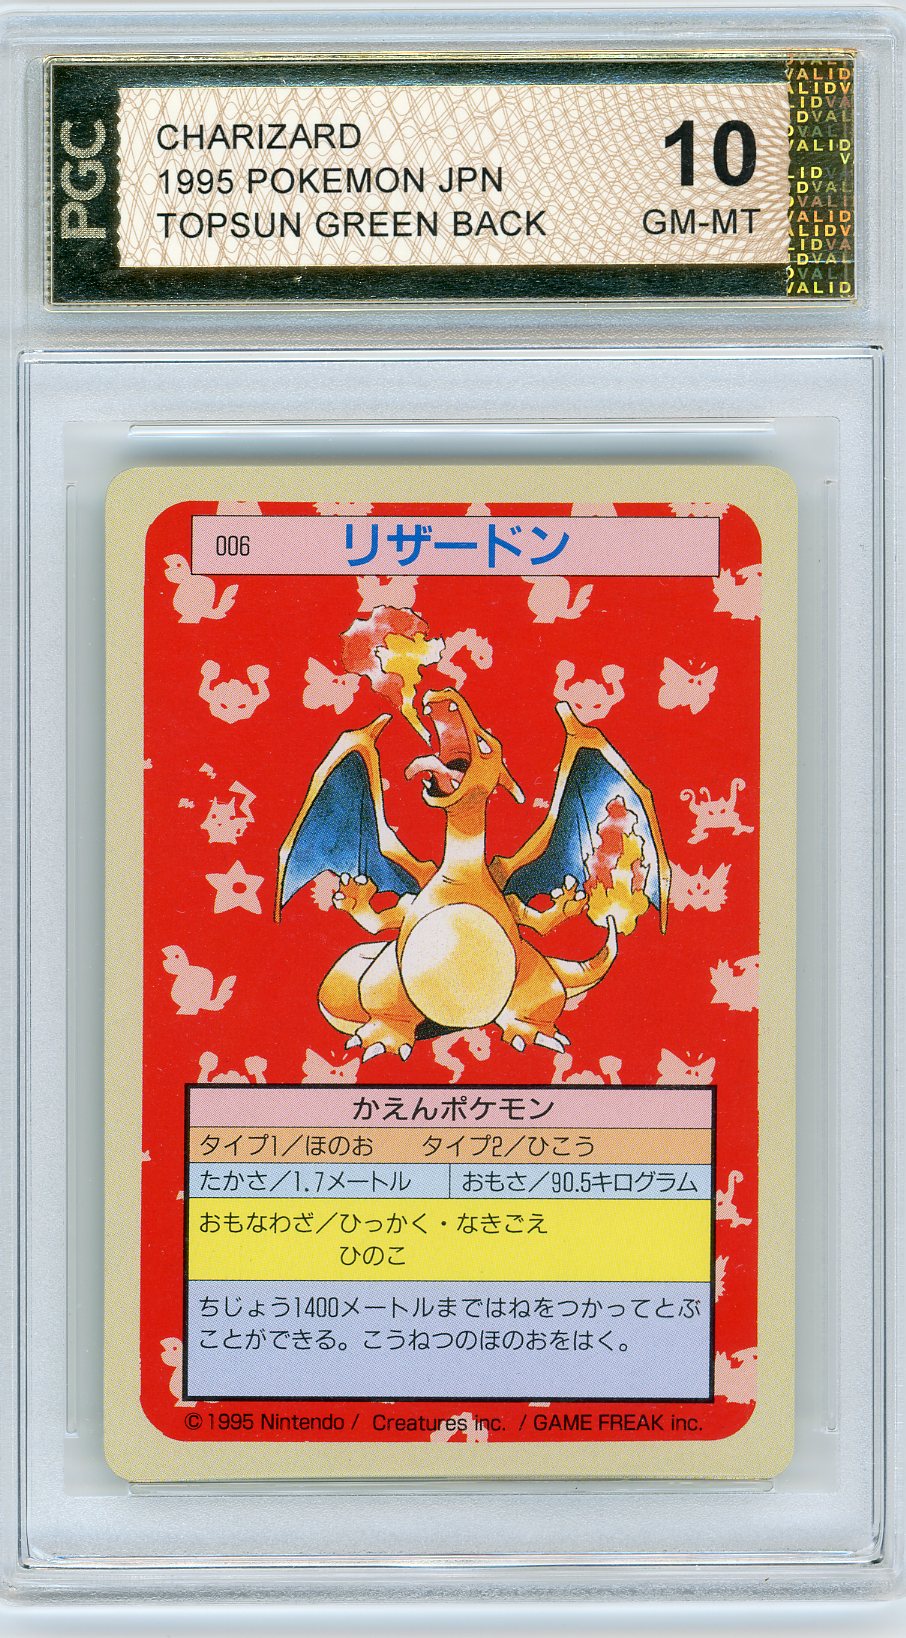 PGC
CHARIZARD
1995 POKEMON JPN
TOPSUN GREEN BACK
10
GM-MT
VALID
006 リザードン
かえんポケモン
タイプ1/ほのお タイプ2/ひこう
たかさ/1.7メートル おもさ/90.5キログラム
おもなわざ/ひっかく・なきごえ
ひのこ
ちじょう1400メートルまではねをつかってとぶ
ことができる。こうねつのほのおをはく。
©1995 Nintendo / Creatures inc. / GAME FREAK inc.